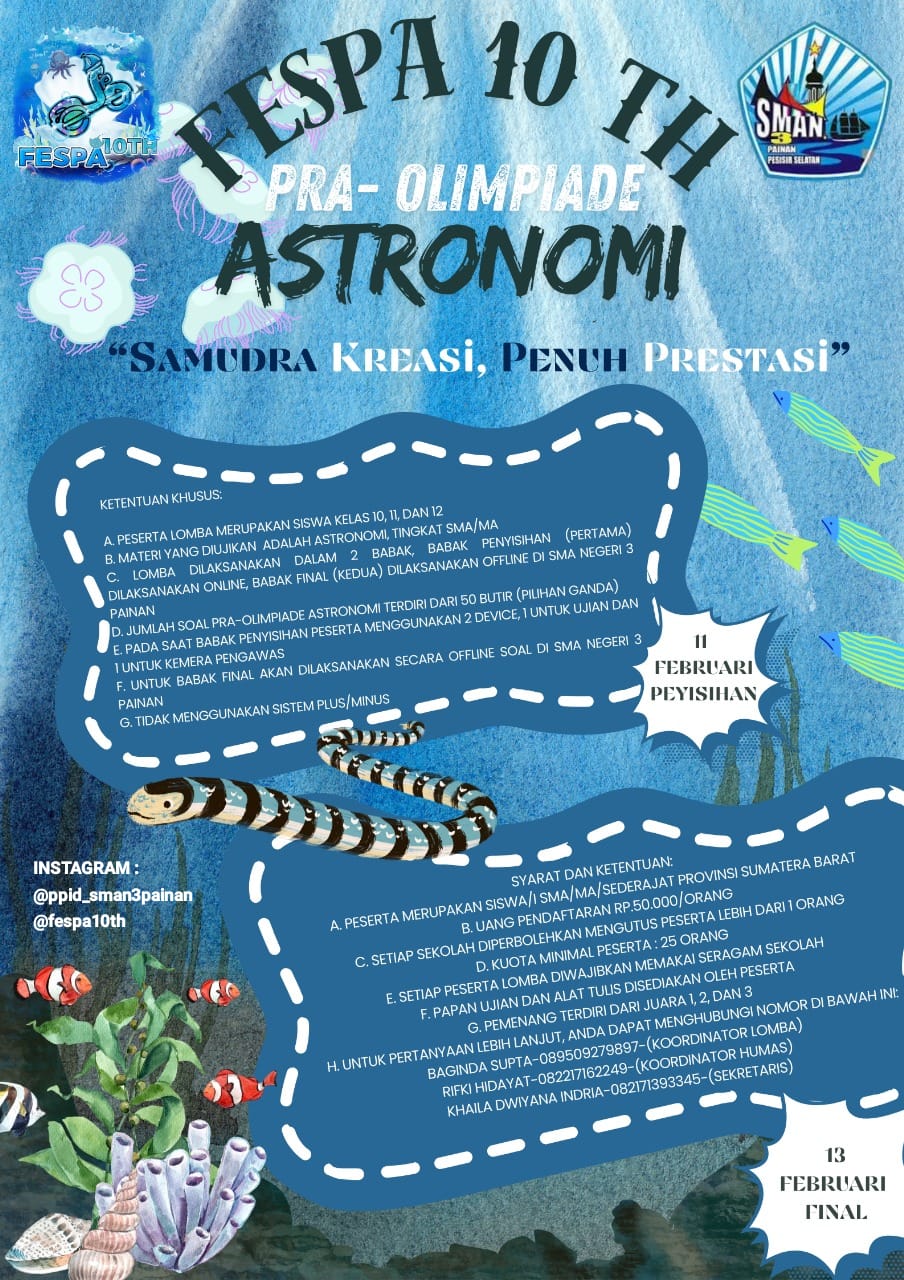 FESPA 10 TH
FESPA 10TH
SMAN
3
PAINAN
PESISIR SELATAN
PRA- OLIMPIADE
ASTRONOMI
“SAMUDRA KREASI, PENUH PRESTASI”
KETENTUAN KHUSUS:
A. PESERTA LOMBA MERUPAKAN SISWA KELAS 10, 11, DAN 12
B. MATERI YANG DIUJIKAN ADALAH ASTRONOMI, TINGKAT SMA/MA
C. LOMBA DILAKSANAKAN DALAM 2 BABAK, BABAK PENYISIHAN (PERTAMA)
DILAKSANAKAN ONLINE, BABAK FINAL (KEDUA) DILAKSANAKAN OFFLINE DI SMA NEGERI 3
PAINAN
D. JUMLAH SOAL PRA-OLIMPIADE ASTRONOMI TERDIRI DARI 50 BUTIR (PILIHAN GANDA)
E. PADA SAAT BABAK PENYISIHAN PESERTA MENGGUNAKAN 2 DEVICE, 1 UNTUK UJIAN DAN
1 UNTUK KEMERA PENGAWAS
F. UNTUK BABAK FINAL AKAN DILAKSANAKAN SECARA OFFLINE SOAL DI SMA NEGERI 3
PAINAN
G. TIDAK MENGGUNAKAN SISTEM PLUS/MINUS
11
FEBRUARI
PEYISIHAN
INSTAGRAM :
@ppid_sman3painan
@fespa10th
SYARAT DAN KETENTUAN:
A. PESERTA MERUPAKAN SISWA/I SMA/MA/SEDERAJAT PROVINSI SUMATERA BARAT
B. UANG PENDAFTARAN RP.50.000/ORANG
C. SETIAP SEKOLAH DIPERBOLEHKAN MENGUTUS PESERTA LEBIH DARI 1 ORANG
D. KUOTA MINIMAL PESERTA : 25 ORANG
E. SETIAP PESERTA LOMBA DIWAJIBKAN MEMAKAI SERAGAM SEKOLAH
F. PAPAN UJIAN DAN ALAT TULIS DISEDIAKAN OLEH PESERTA
G. PEMENANG TERDIRI DARI JUARA 1, 2, DAN 3
H. UNTUK PERTANYAAN LEBIH LANJUT, ANDA DAPAT MENGHUBUNGI NOMOR DI BAWAH INI:
BAGINDA SUPTA-089509279897-(KOORDINATOR LOMBA)
RIFKI HIDAYAT-082217162249-(KOORDINATOR HUMAS)
KHAILA DWIYANA INDRIA-082171393345-(SEKRETARIS)
13
FEBRUARI
FINAL